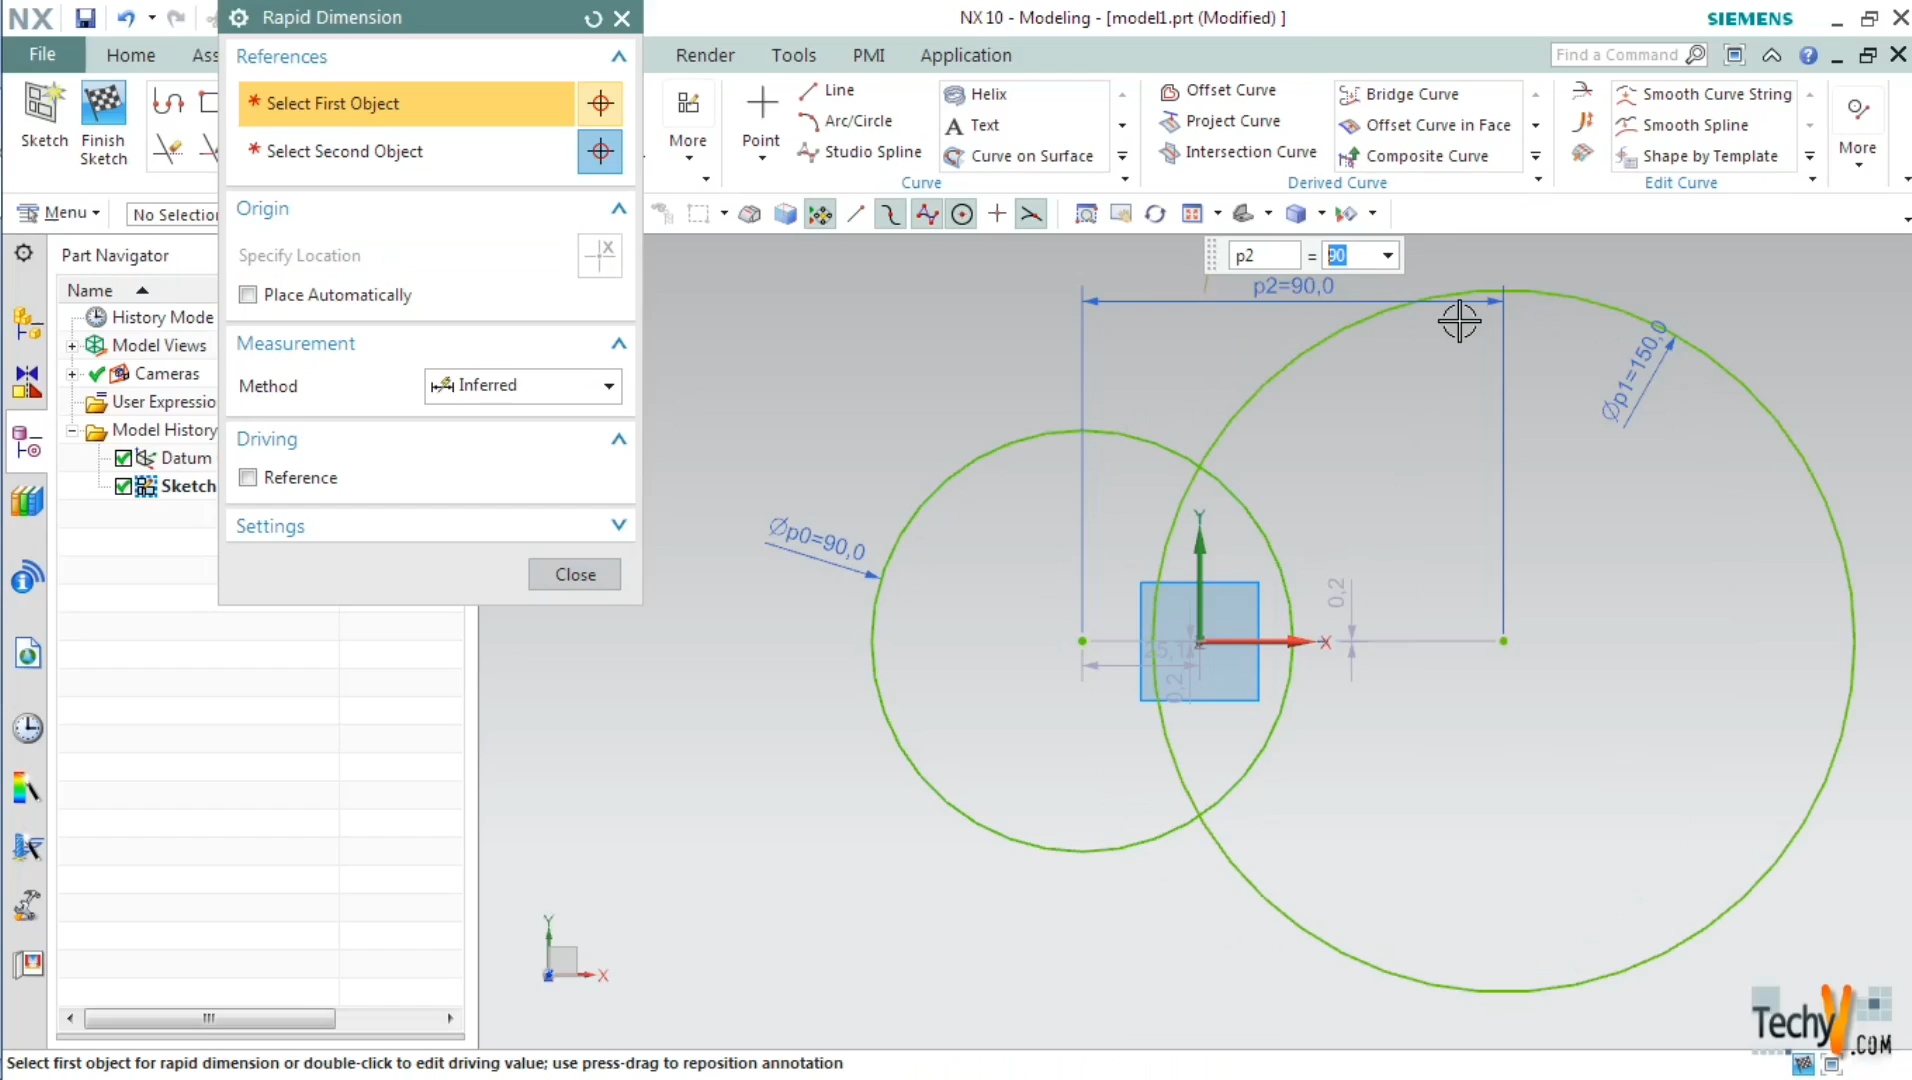 NX
Rapid Dimension
NX 10 - Modeling - [model1.prt (Modified) ]
SIEMENS
File
Home
Ass
Render
Tools
PMI
Application
Find a Command
Sketch
Finish
Sketch
More
Point
Line
Arc/Circle
Studio Spline
Helix
Text
Curve on Surface
Curve
Offset Curve
Project Curve
Intersection Curve
Bridge Curve
Offset Curve in Face
Composite Curve
Derived Curve
Smooth Curve String
Smooth Spline
Shape by Template
Edit Curve
More
Menu
No Selection
References
* Select First Object
* Select Second Object
Origin
Specify Location
Place Automatically
Measurement
Method
Inferred
Driving
Reference
Settings
Close
Part Navigator
Name
History Mode
Model Views
Cameras
User Expressio
Model History
Datum
Sketch
p2 = 90
p2=90,0
Øp1=150,0
Øp0=90,0
Y
X
0,2
25,1
0,2
Y
X
TechyV
.COM
Select first object for rapid dimension or double-click to edit driving value; use press-drag to reposition annotation